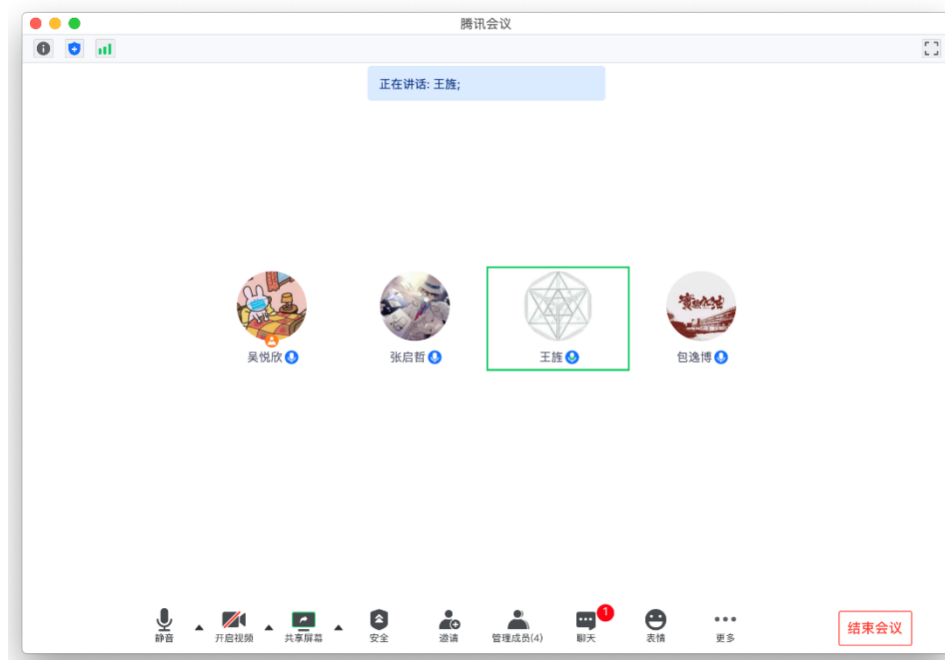 腾讯会议
正在讲话: 王旌;
吴悦欣
张启哲
王旌
包逸博
静音
开启视频
共享屏幕
安全
邀请
管理成员(4)
1
聊天
表情
更多
结束会议